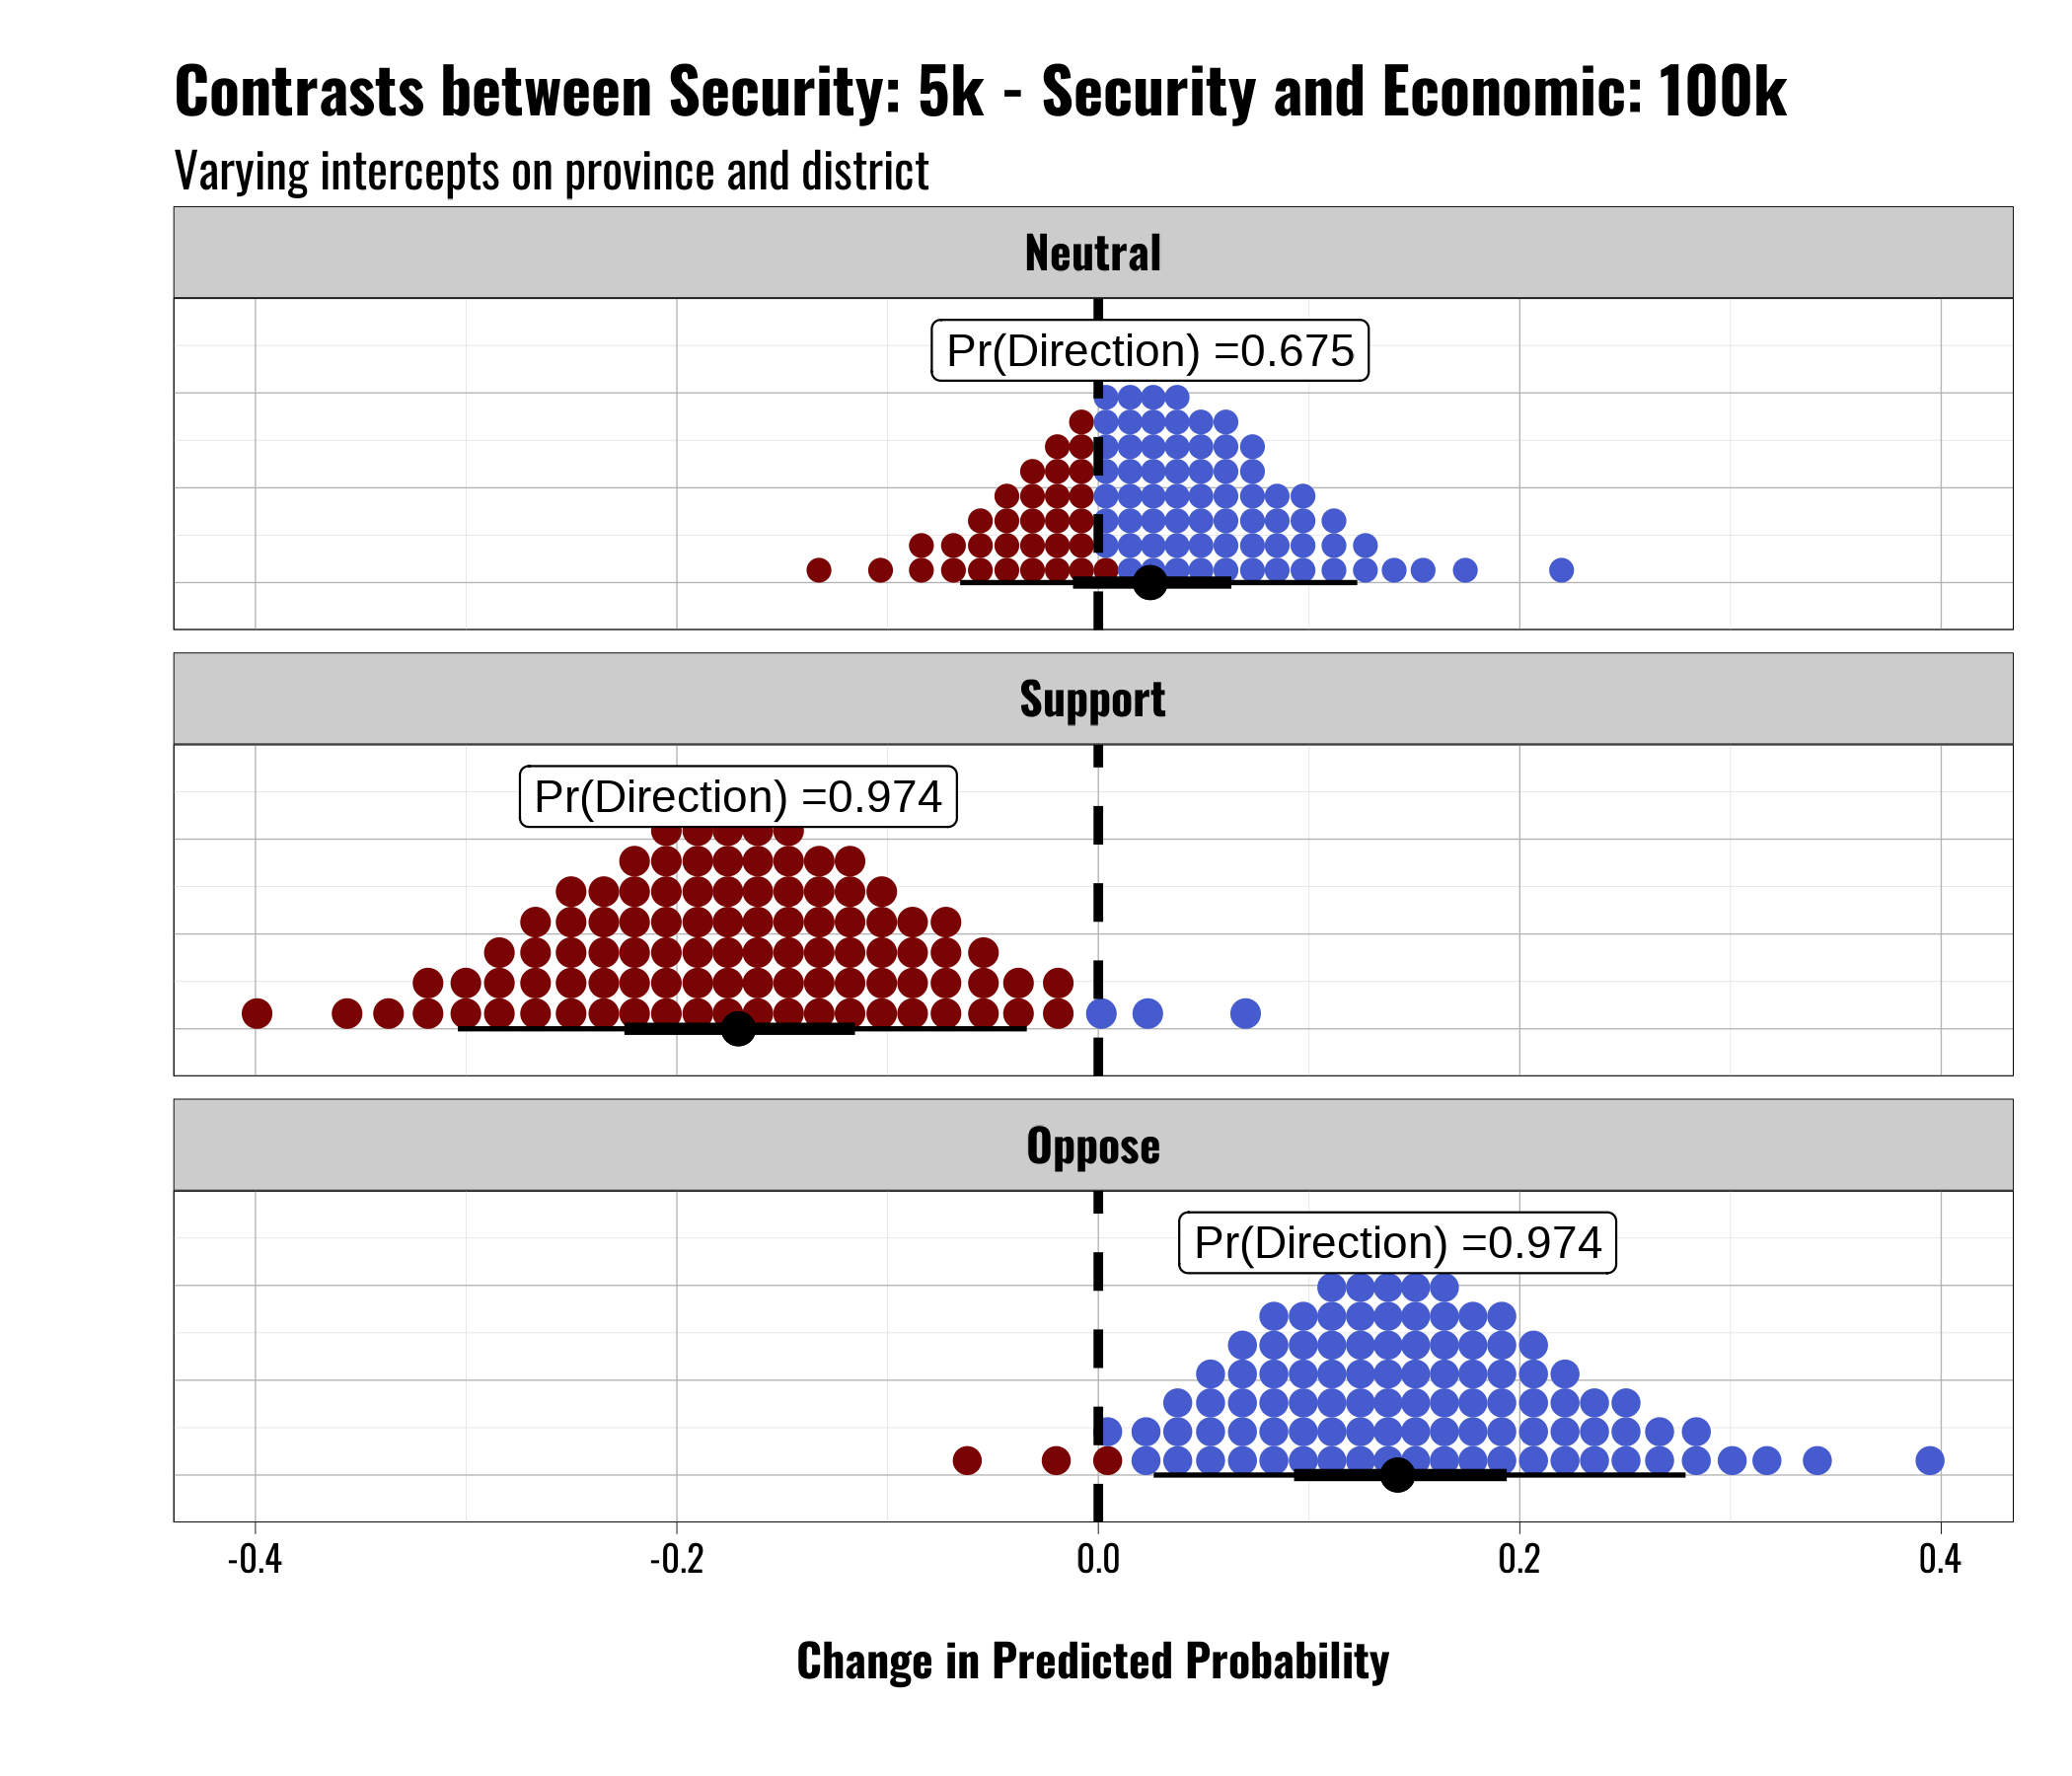 Contrasts between Security: 5k - Security and Economic: 100k
Varying intercepts on province and district
Neutral
Pr(Direction) =0.675
Support
Pr(Direction) =0.974
Oppose
Pr(Direction) =0.974
-0.4 -0.2 0.0 0.2 0.4
Change in Predicted Probability